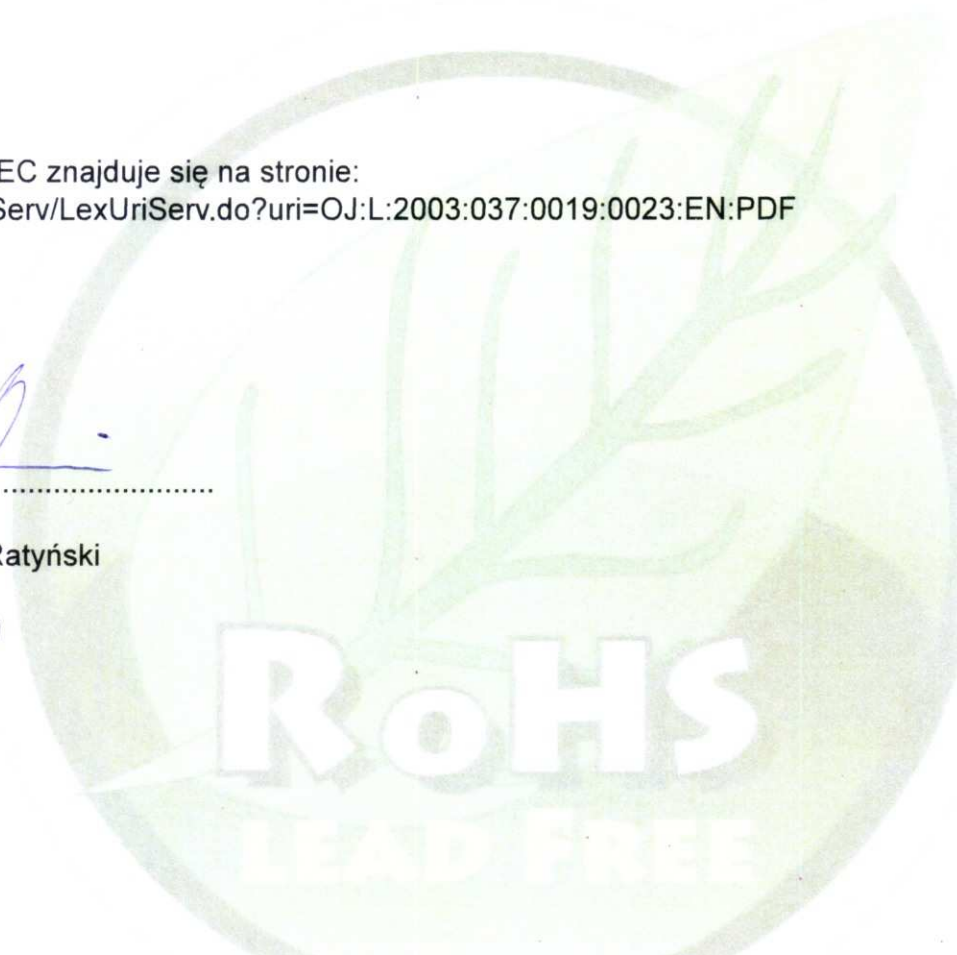 EC znajduje się na stronie:
Serv/LexUriServ.do?uri=OJ:L:2003:037:0019:0023:EN:PDF
..........................
Ratyński
RoHS
LEAD FREE